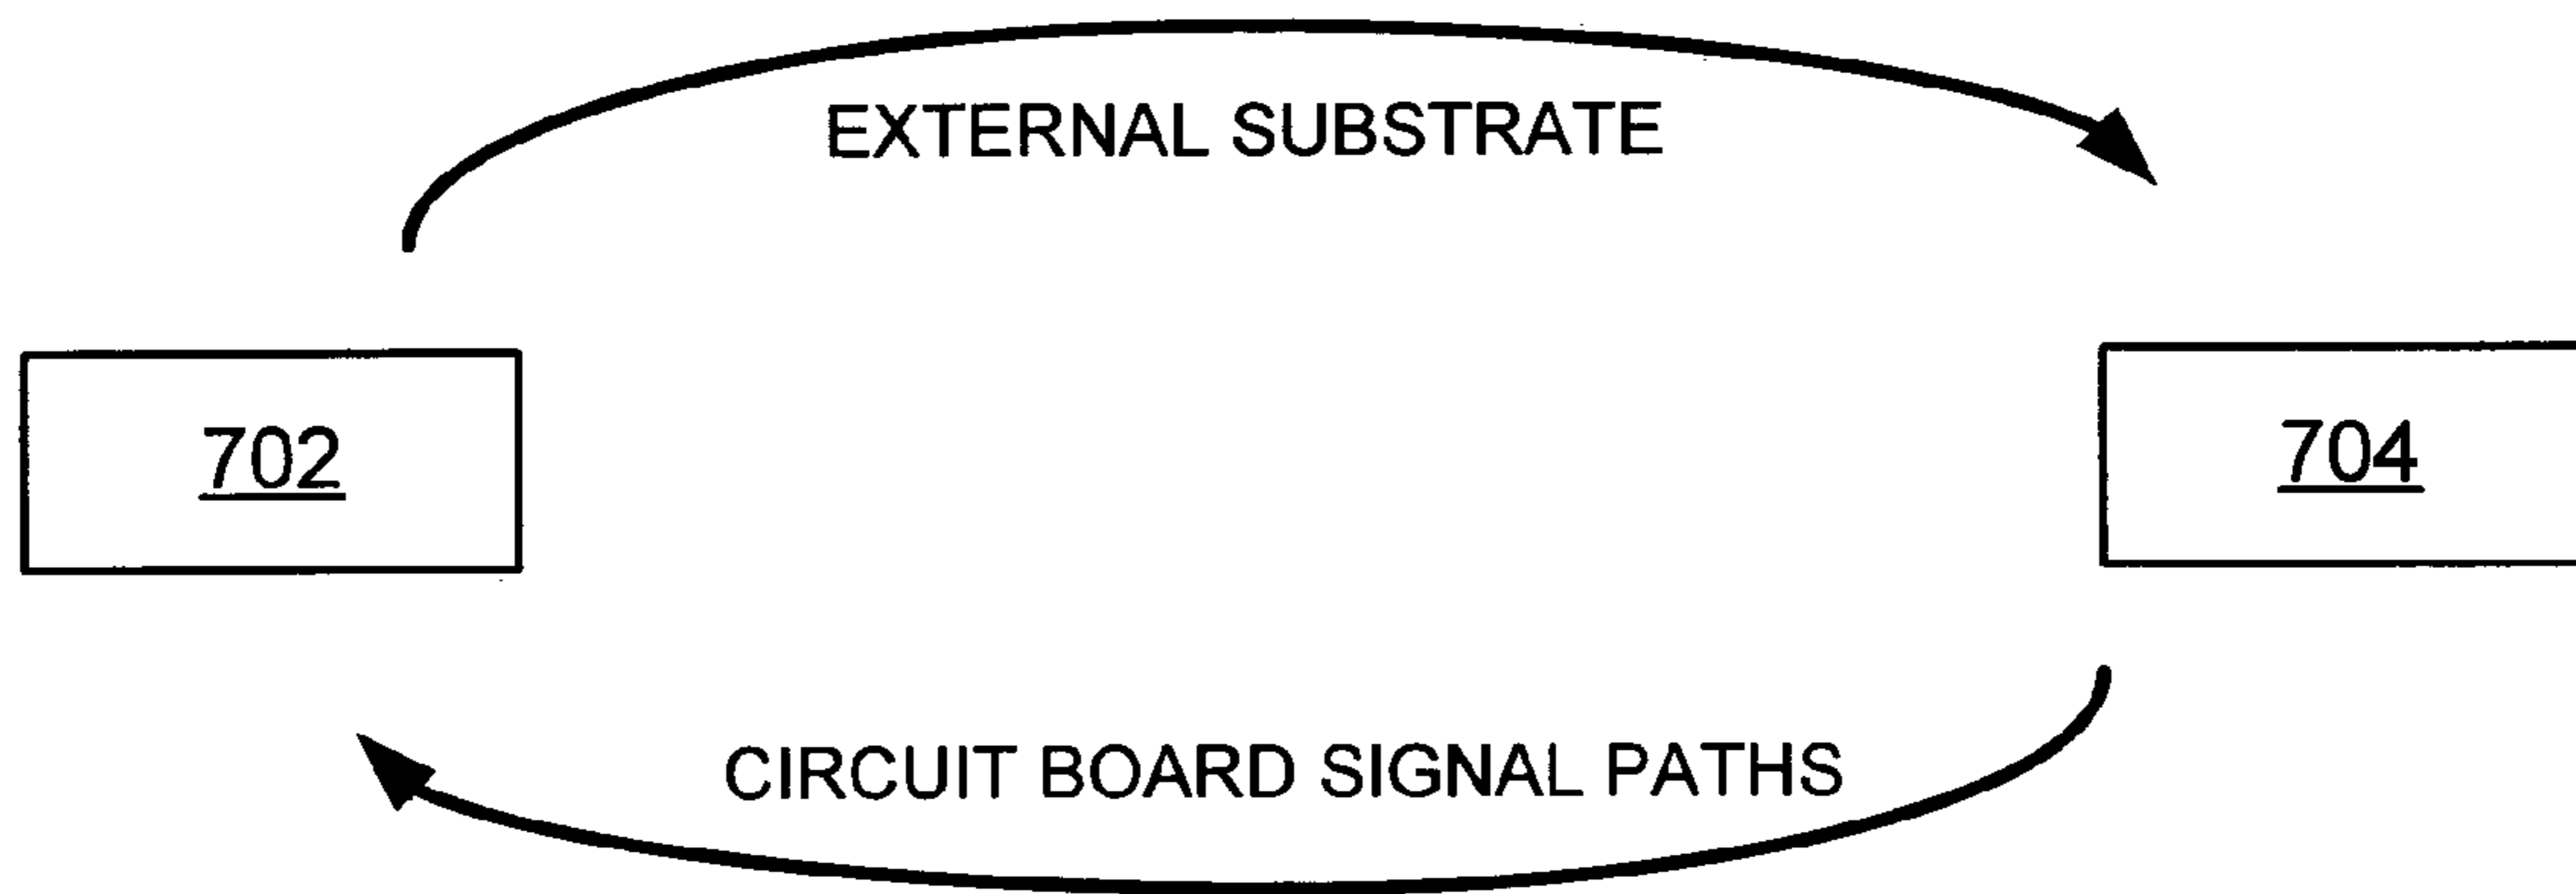 EXTERNAL SUBSTRATE
702
704
CIRCUIT BOARD SIGNAL PATHS